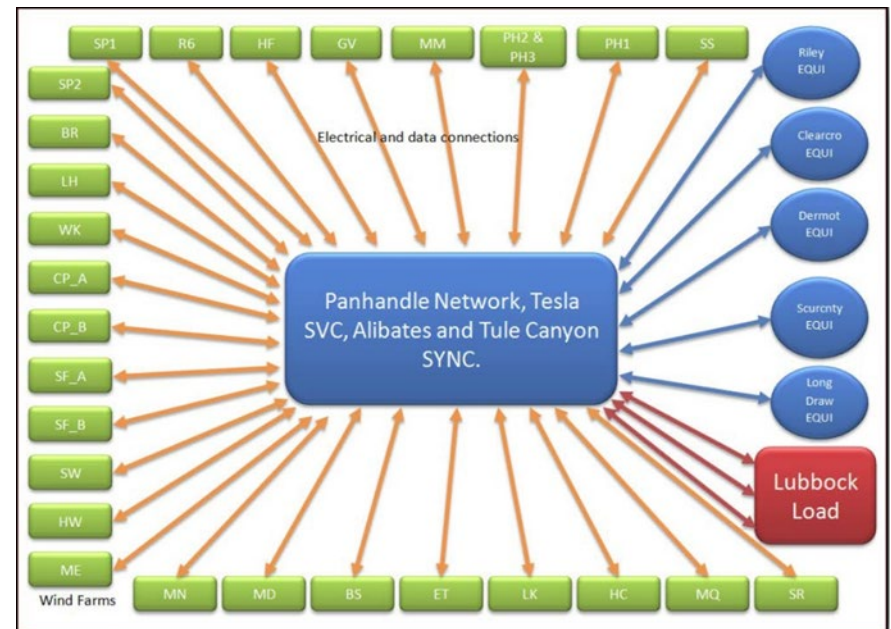 SP1
R6
HF
GV
MM
PH2 &
PH3
PH1
SS
Riley
EQUI
SP2
Electrical and data connections
Clearcro
EQUI
BR
LH
Dermot
EQUI
WK
CP_A
Panhandle Network, Tesla
SVC, Alibates and Tule Canyon
SYNC.
Scurcnty
EQUI
CP_B
SF_A
Long
Draw
EQUI
SF_B
SW
Lubbock
Load
HW
ME
Wind Farms
MN
MD
BS
ET
LK
HC
MQ
SR